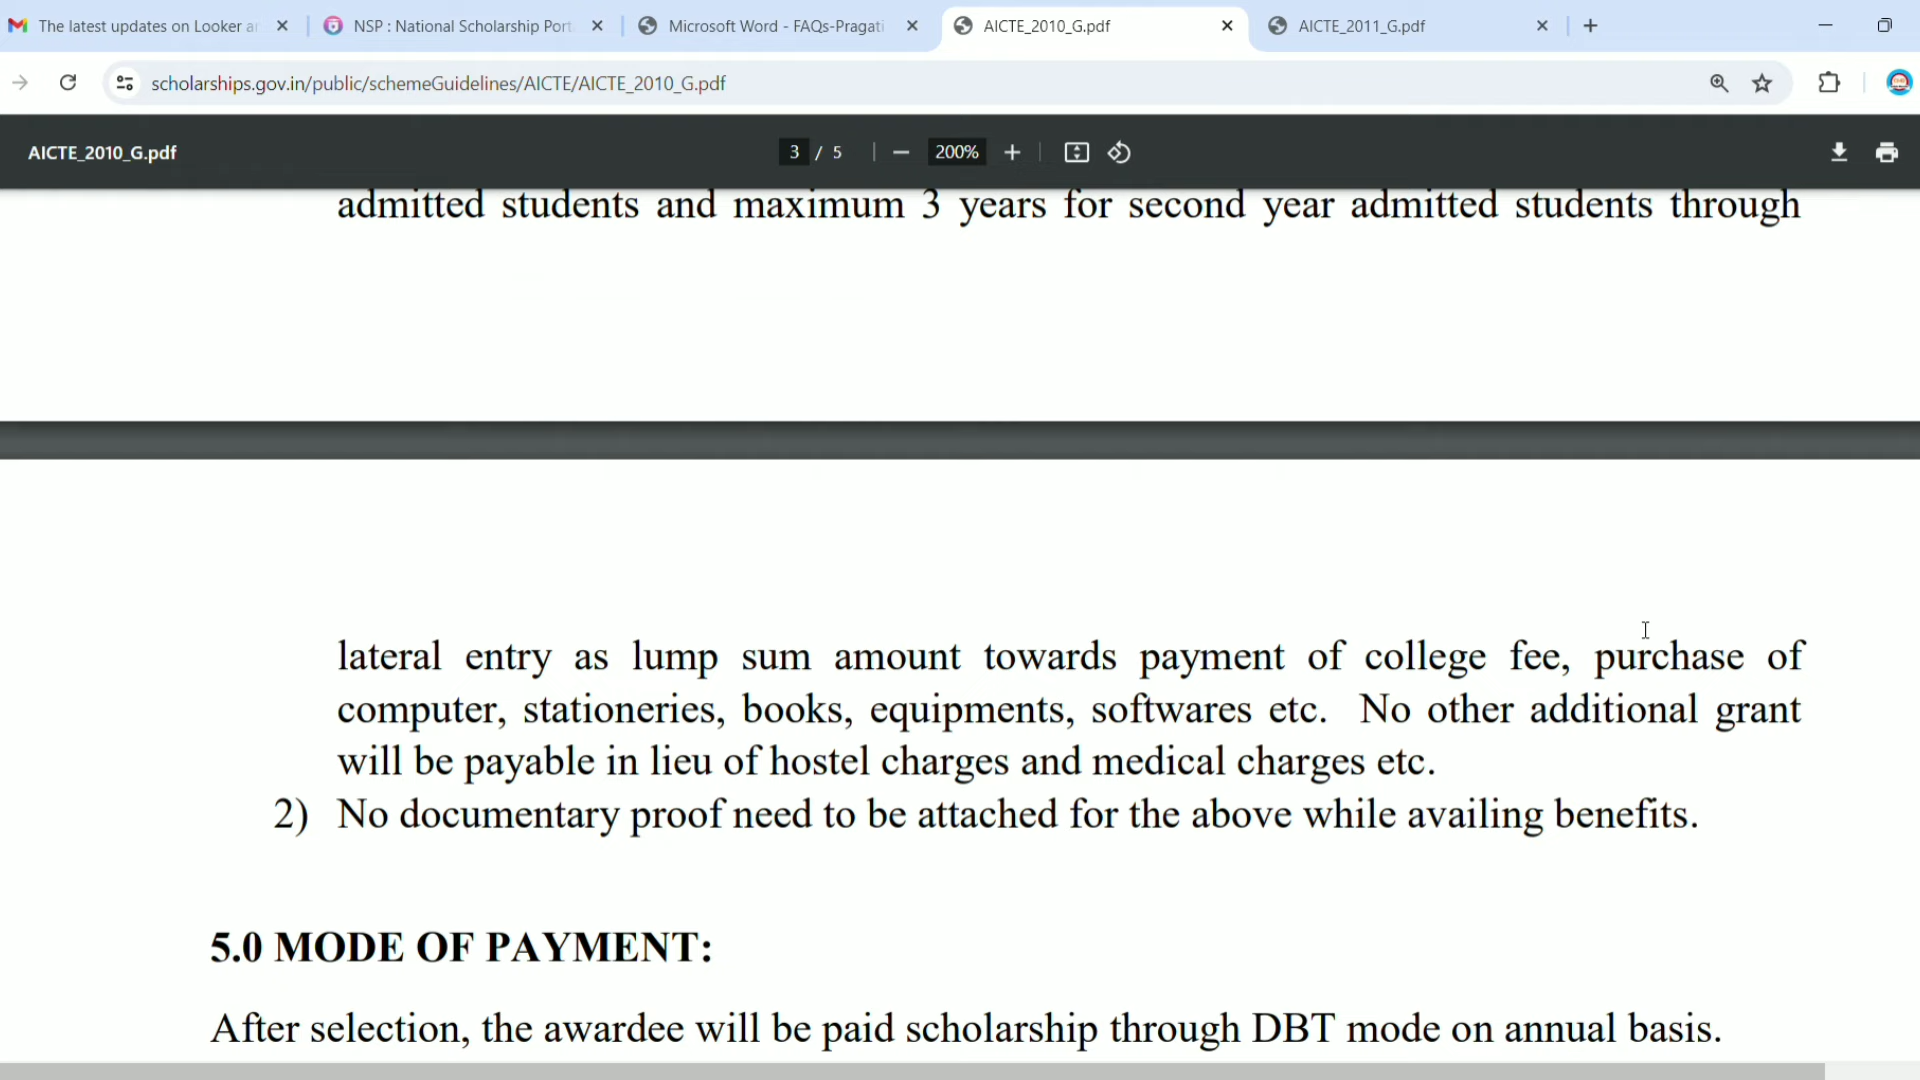 The latest updates on Looker ar
NSP : National Scholarship Port
Microsoft Word - FAQs-Pragati
AICTE_2010_G.pdf
AICTE_2011_G.pdf
scholarships.gov.in/public/schemeGuidelines/AICTE/AICTE_2010_G.pdf
AICTE_2010_G.pdf
3 / 5
200%
admitted students and maximum 3 years for second year admitted students through
lateral entry as lump sum amount towards payment of college fee, purchase of
computer, stationeries, books, equipments, softwares etc. No other additional grant
will be payable in lieu of hostel charges and medical charges etc.
2) No documentary proof need to be attached for the above while availing benefits.
5.0 MODE OF PAYMENT:
After selection, the awardee will be paid scholarship through DBT mode on annual basis.